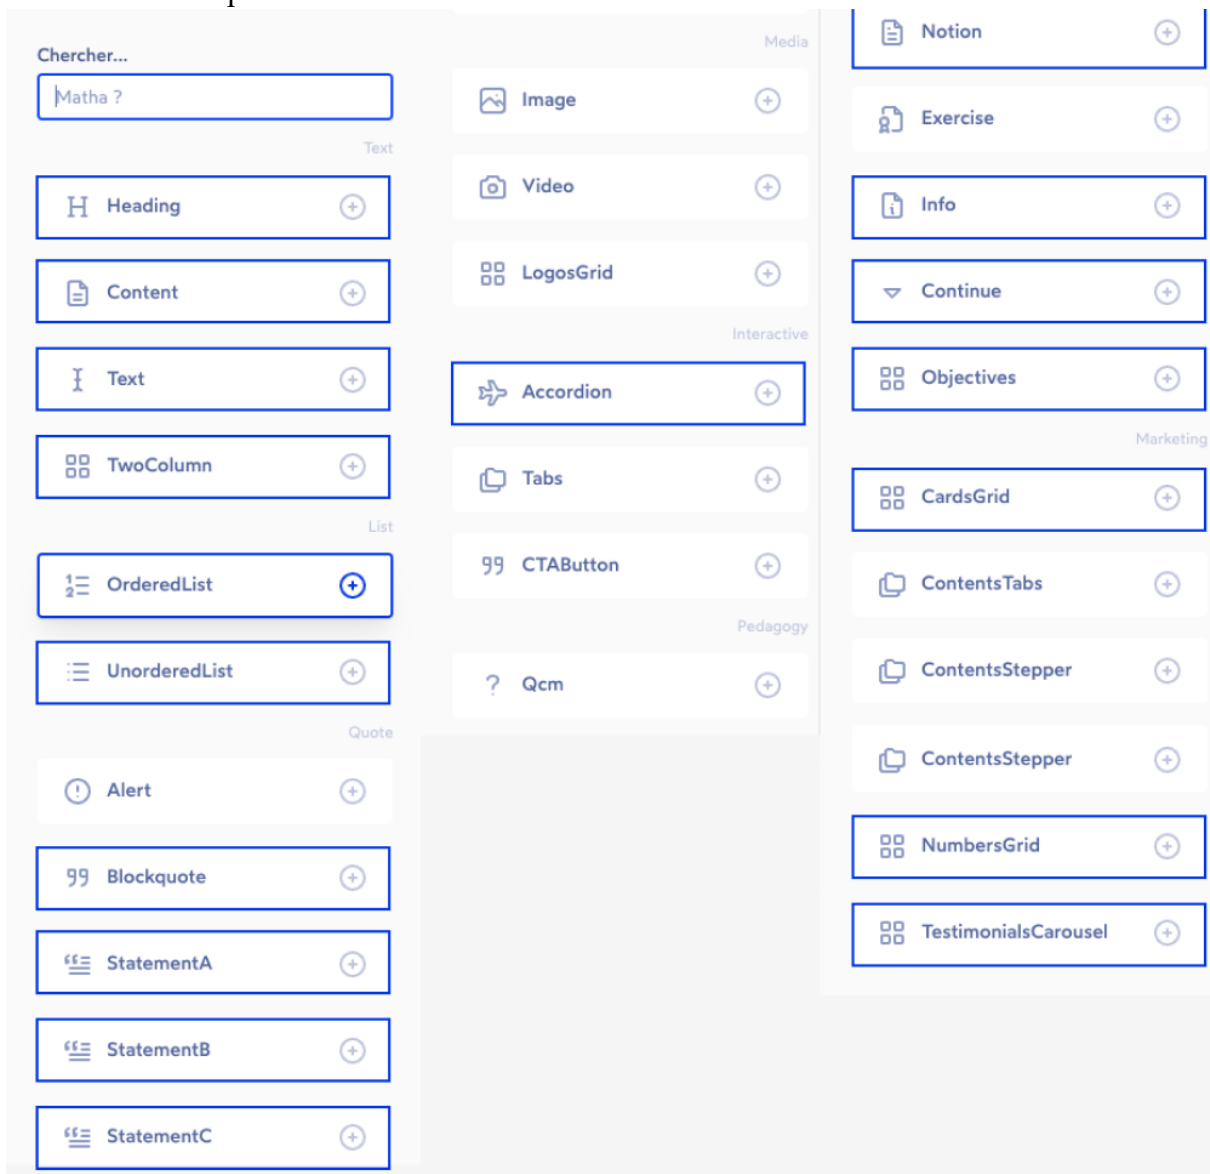 Chercher...
Matha ?
Text
Heading
Content
Text
TwoColumn
List
OrderedList
UnorderedList
Quote
Alert
Blockquote
StatementA
StatementB
StatementC
Media
Image
Video
LogosGrid
Interactive
Accordion
Tabs
CTAButton
Pedagogy
Qcm
Notion
Exercise
Info
Continue
Objectives
Marketing
CardsGrid
ContentsTabs
ContentsStepper
ContentsStepper
NumbersGrid
TestimonialsCarousel